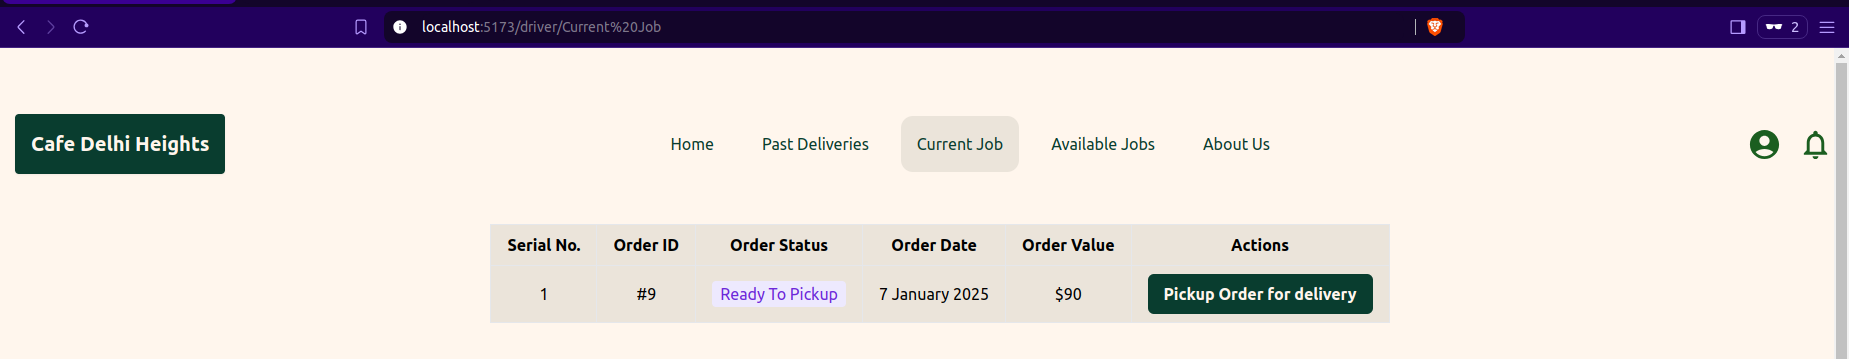 localhost:5173/driver/Current%20Job
2
Cafe Delhi Heights
Home Past Deliveries Current Job Available Jobs About Us
Serial No. Order ID Order Status Order Date Order Value Actions
1 #9 Ready To Pickup 7 January 2025 $90 Pickup Order for delivery